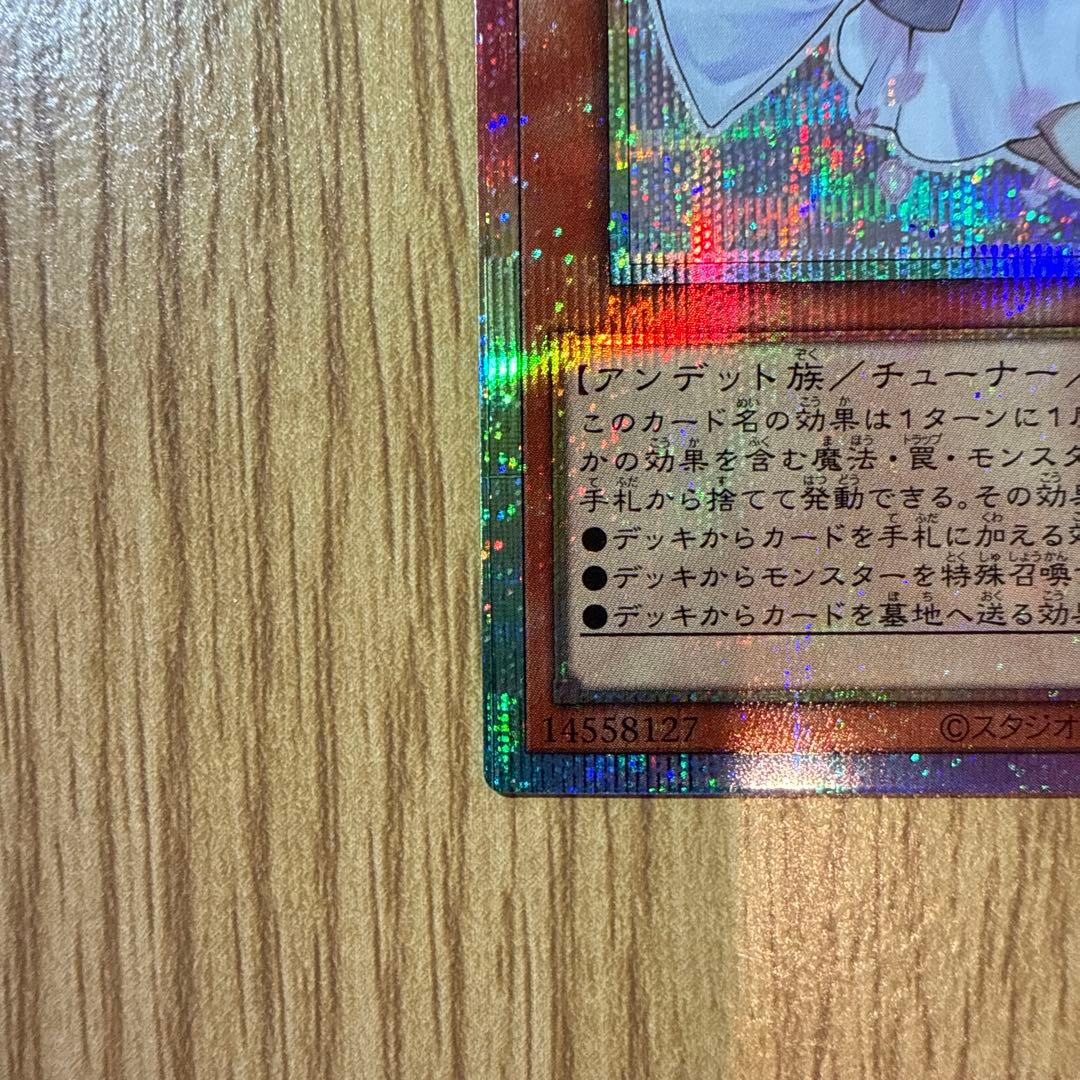 【アンデット族／チューナー／
このカード名の効果は１ターンに１
かの効果を含む魔法・罠・モンスタ
手札から捨てて発動できる。その効果
●デッキからカードを手札に加える効
●デッキからモンスターを特殊召喚
●デッキからカードを墓地へ送る効果
14558127
©スタジオ